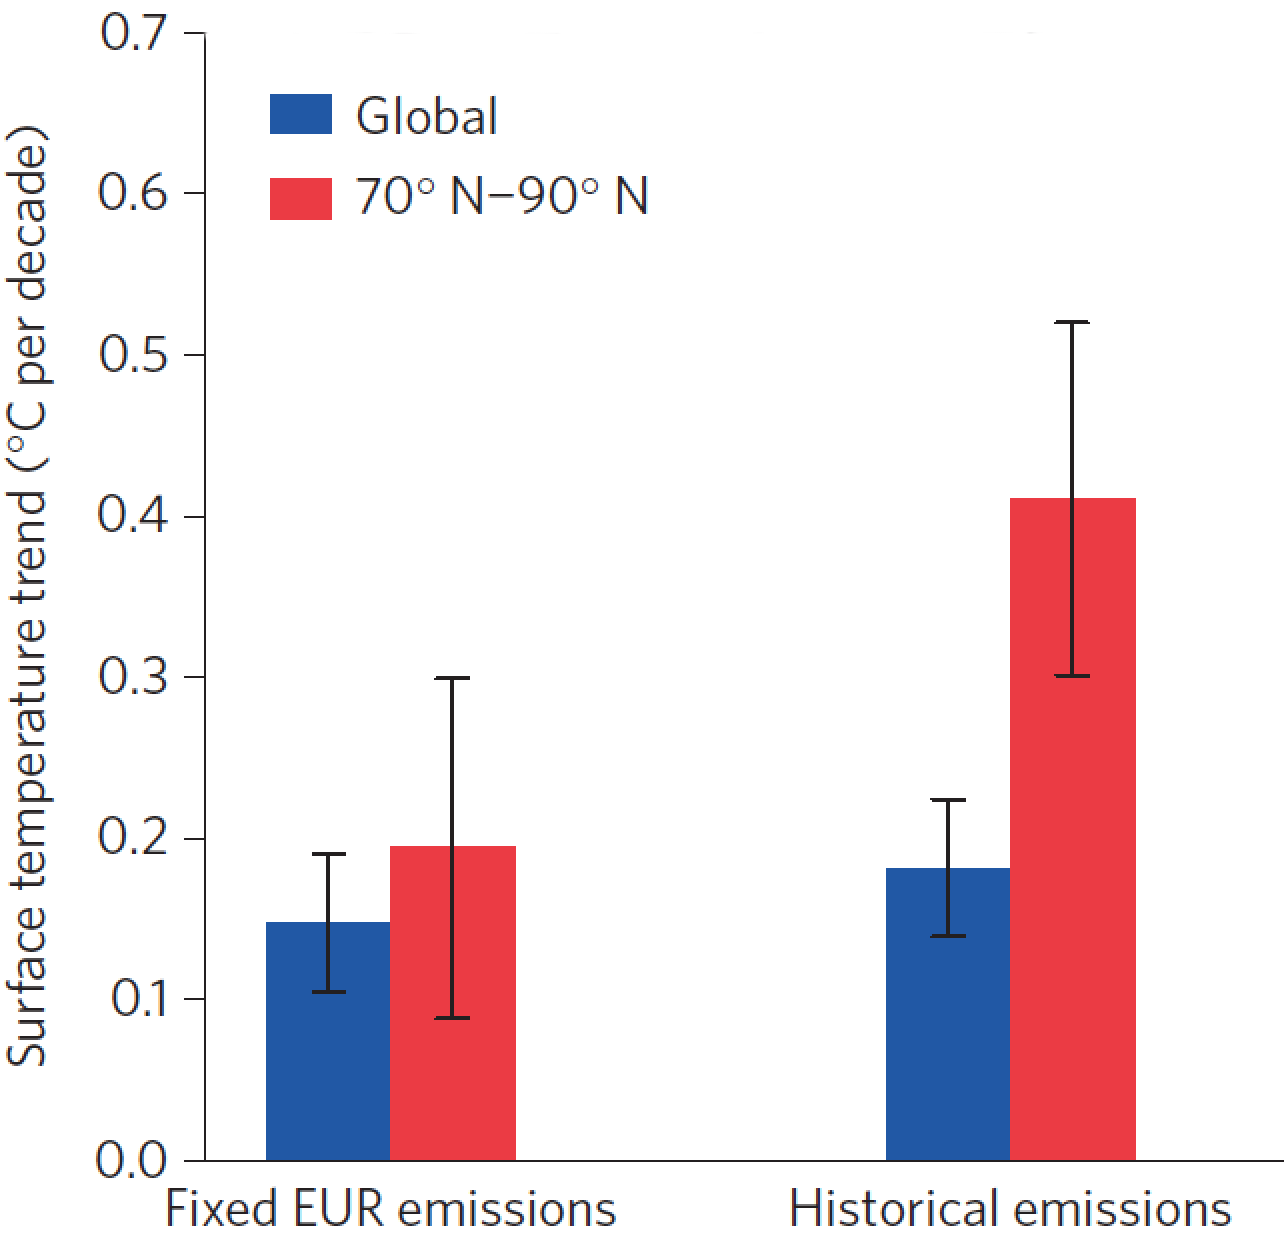 Surface temperature trend (°C per decade)
0.7
0.6
0.5
0.4
0.3
0.2
0.1
0.0
Global
70° N–90° N
Fixed EUR emissions
Historical emissions